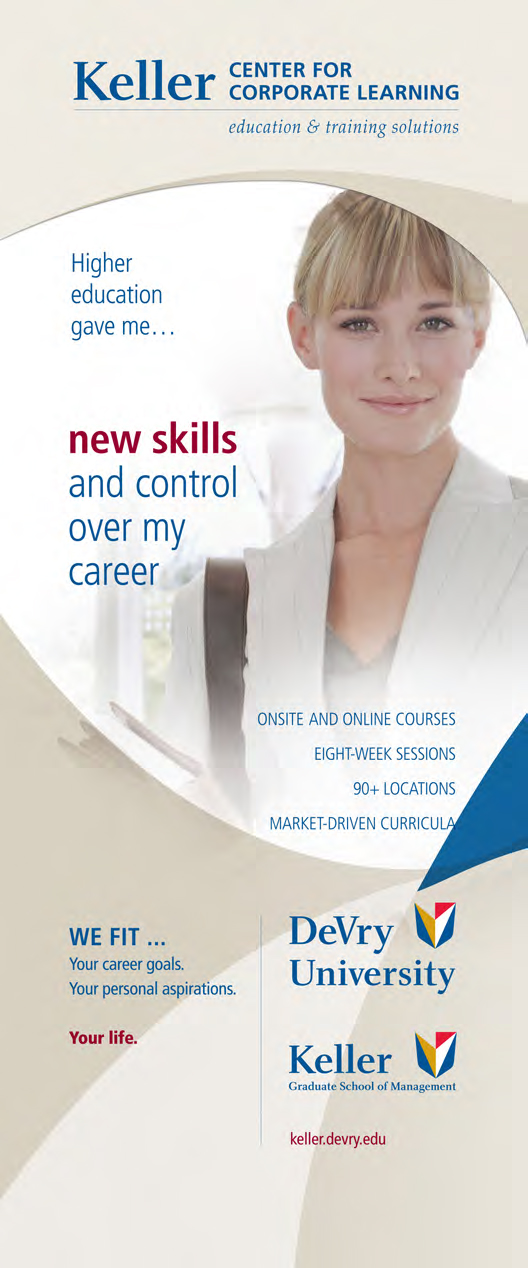 Keller CENTER FOR
CORPORATE LEARNING
education & training solutions
Higher
education
gave me…
new skills
and control
over my
career
ONSITE AND ONLINE COURSES
EIGHT-WEEK SESSIONS
90+ LOCATIONS
MARKET-DRIVEN CURRICULA
WE FIT ...
Your career goals.
Your personal aspirations.
Your life.
DeVry
University
Keller
Graduate School of Management
keller.devry.edu